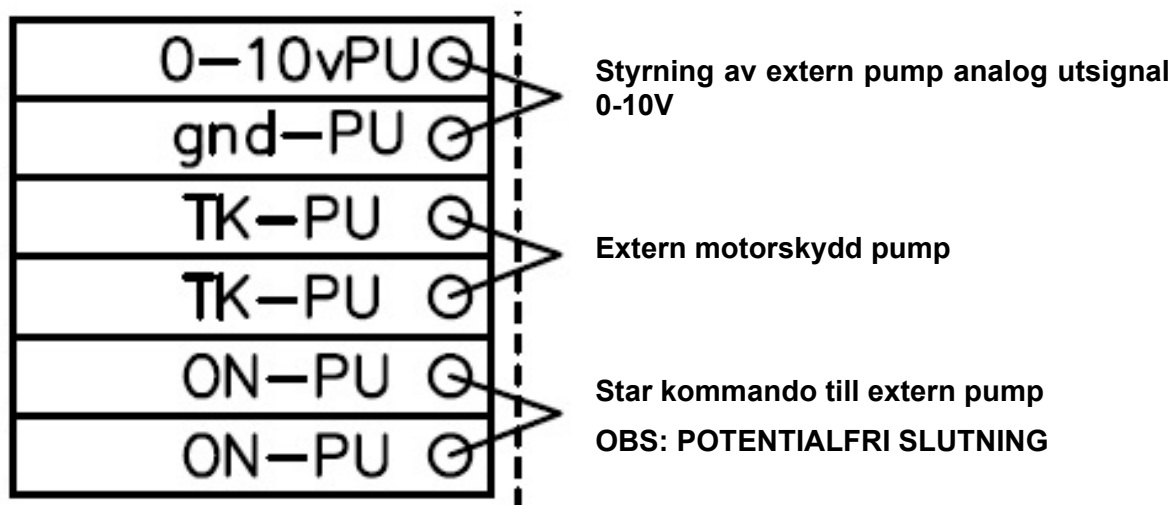 0-10vPU
Styrning av extern pump analog utsignal
0-10V
gnd-PU
TK-PU
Extern motorskydd pump
TK-PU
ON-PU
Star kommando till extern pump
OBS: POTENTIALFRI SLUTNING
ON-PU